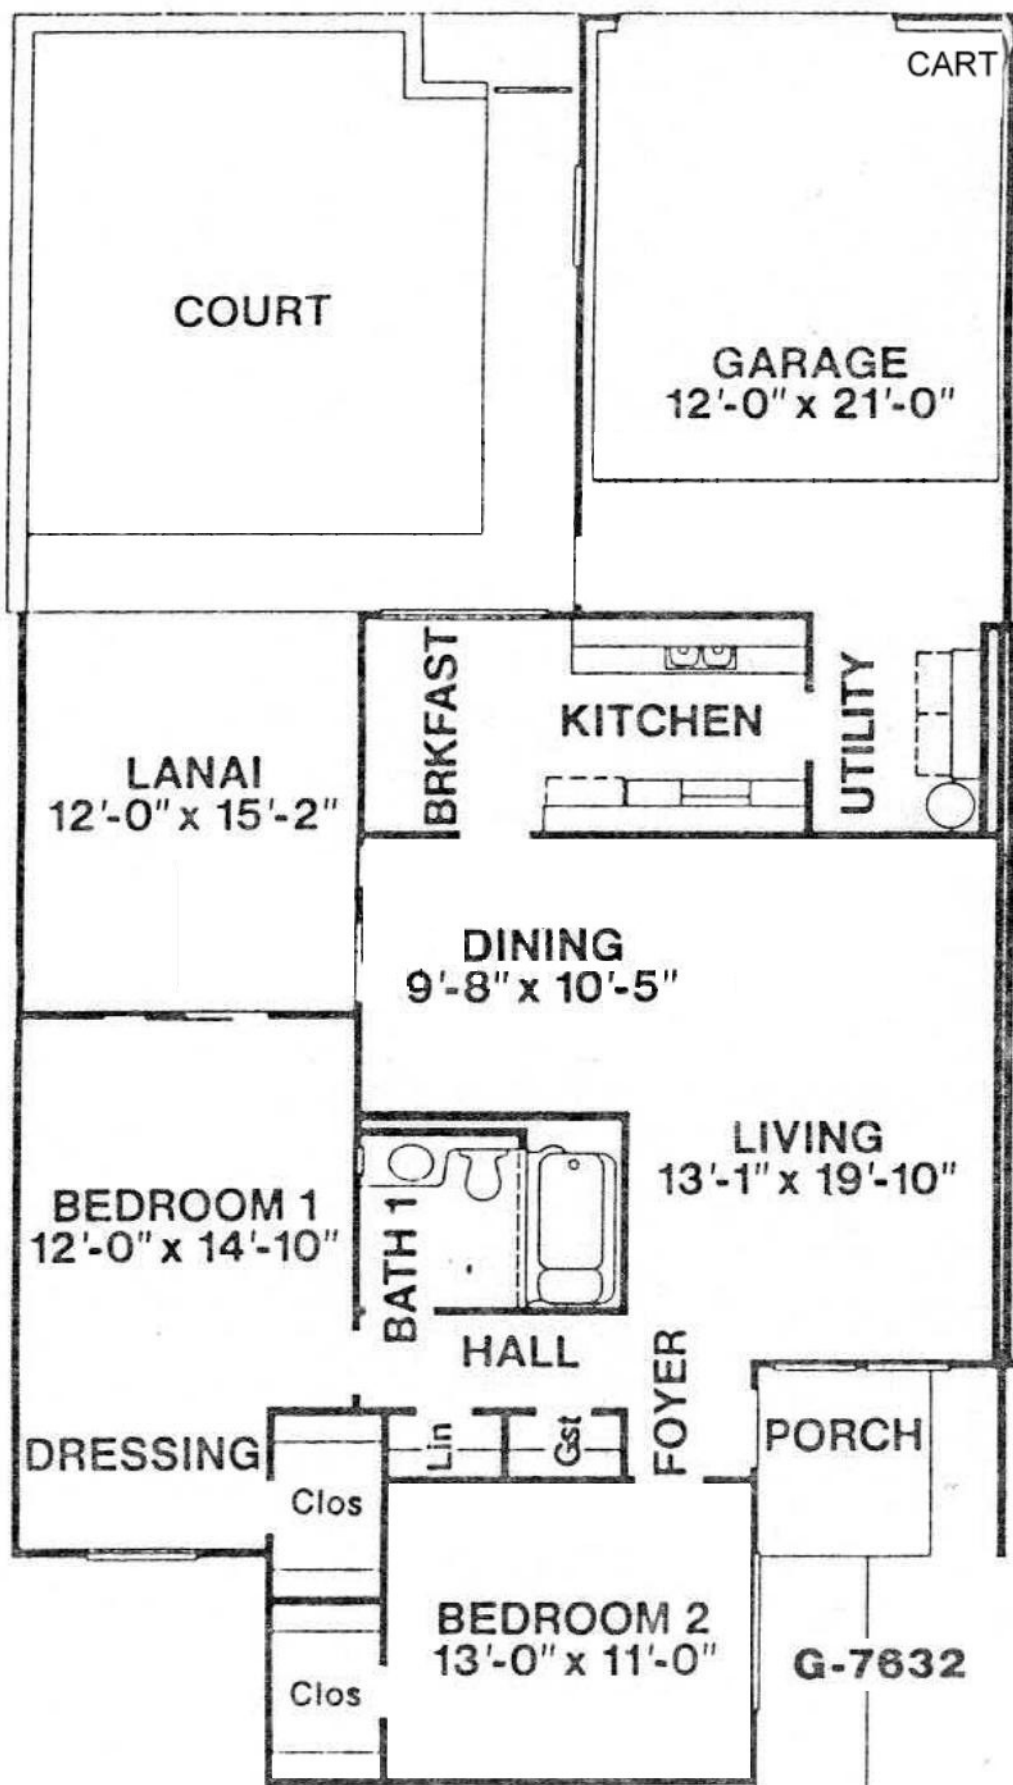 CART
COURT
GARAGE
12'-0" x 21'-0"
BRKFAST
KITCHEN
UTILITY
LANAI
12'-0" x 15'-2"
DINING
9'-8" x 10'-5"
LIVING
13'-1" x 19'-10"
BEDROOM 1
12'-0" x 14'-10"
BATH 1
HALL
FOYER
PORCH
DRESSING
Lin
Gst
Clos
BEDROOM 2
13'-0" x 11'-0"
G-7632
Clos